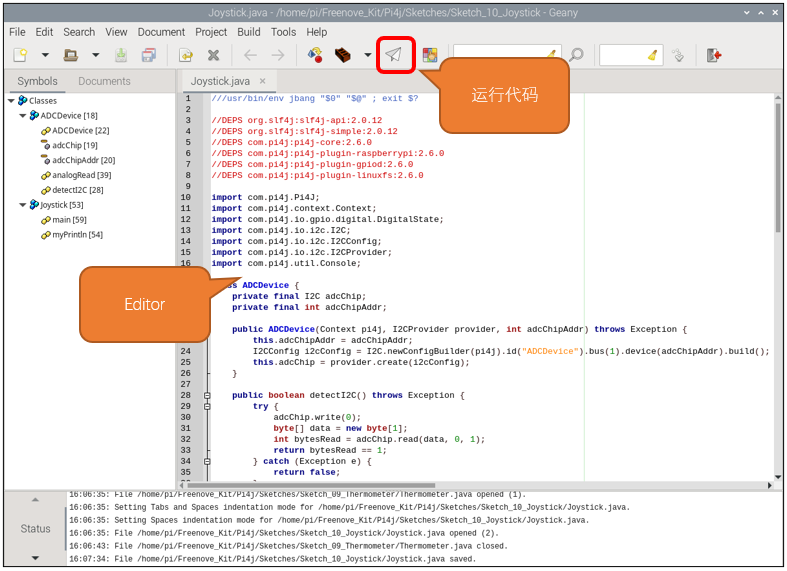 Joystick.java - /home/pi/Freenove_Kit/Pi4j/Sketches/Sketch_10_Joystick - Geany
File Edit Search View Document Project Build Tools Help
Symbols Documents
Joystick.java
运行代码
Classes
ADCDevice [18]
ADCDevice [22]
adcChip [19]
adcChipAddr [20]
analogRead [39]
detectI2C [28]
Joystick [53]
main [59]
myPrintln [54]
1 ///usr/bin/env jbang "$0" "$@" ; exit $?
2
3 //DEPS org.slf4j:slf4j-api:2.0.12
4 //DEPS org.slf4j:slf4j-simple:2.0.12
5 //DEPS com.pi4j:pi4j-core:2.6.0
6 //DEPS com.pi4j:pi4j-plugin-raspberrypi:2.6.0
7 //DEPS com.pi4j:pi4j-plugin-gpiod:2.6.0
8 //DEPS com.pi4j:pi4j-plugin-linuxfs:2.6.0
9
10 import com.pi4j.Pi4J;
11 import com.pi4j.context.Context;
12 import com.pi4j.io.gpio.digital.DigitalState;
13 import com.pi4j.io.i2c.I2C;
14 import com.pi4j.io.i2c.I2CConfig;
15 import com.pi4j.io.i2c.I2CProvider;
16 import com.pi4j.util.Console;
ADCDevice {
private final I2C adcChip;
private final int adcChipAddr;
Editor
public ADCDevice(Context pi4j, I2CProvider provider, int adcChipAddr) throws Exception {
this.adcChipAddr = adcChipAddr;
24 I2CConfig i2cConfig = I2C.newConfigBuilder(pi4j).id("ADCDevice").bus(1).device(adcChipAddr).build();
25 this.adcChip = provider.create(i2cConfig);
26 }
27
28 public boolean detectI2C() throws Exception {
29 try {
30 adcChip.write(0);
31 byte[] data = new byte[1];
32 int bytesRead = adcChip.read(data, 0, 1);
33 return bytesRead == 1;
34 } catch (Exception e) {
35 return false;
Status
16:06:35: File /home/pi/Freenove_Kit/Pi4j/Sketches/Sketch_09_Thermometer/Thermometer.java opened (1).
16:06:35: Setting Tabs and Spaces indentation mode for /home/pi/Freenove_Kit/Pi4j/Sketches/Sketch_10_Joystick/Joystick.java.
16:06:35: Setting Spaces indentation mode for /home/pi/Freenove_Kit/Pi4j/Sketches/Sketch_10_Joystick/Joystick.java.
16:06:35: File /home/pi/Freenove_Kit/Pi4j/Sketches/Sketch_10_Joystick/Joystick.java opened (2).
16:06:43: File /home/pi/Freenove_Kit/Pi4j/Sketches/Sketch_09_Thermometer/Thermometer.java closed.
16:07:34: File /home/pi/Freenove_Kit/Pi4j/Sketches/Sketch_10_Joystick/Joystick.java saved.